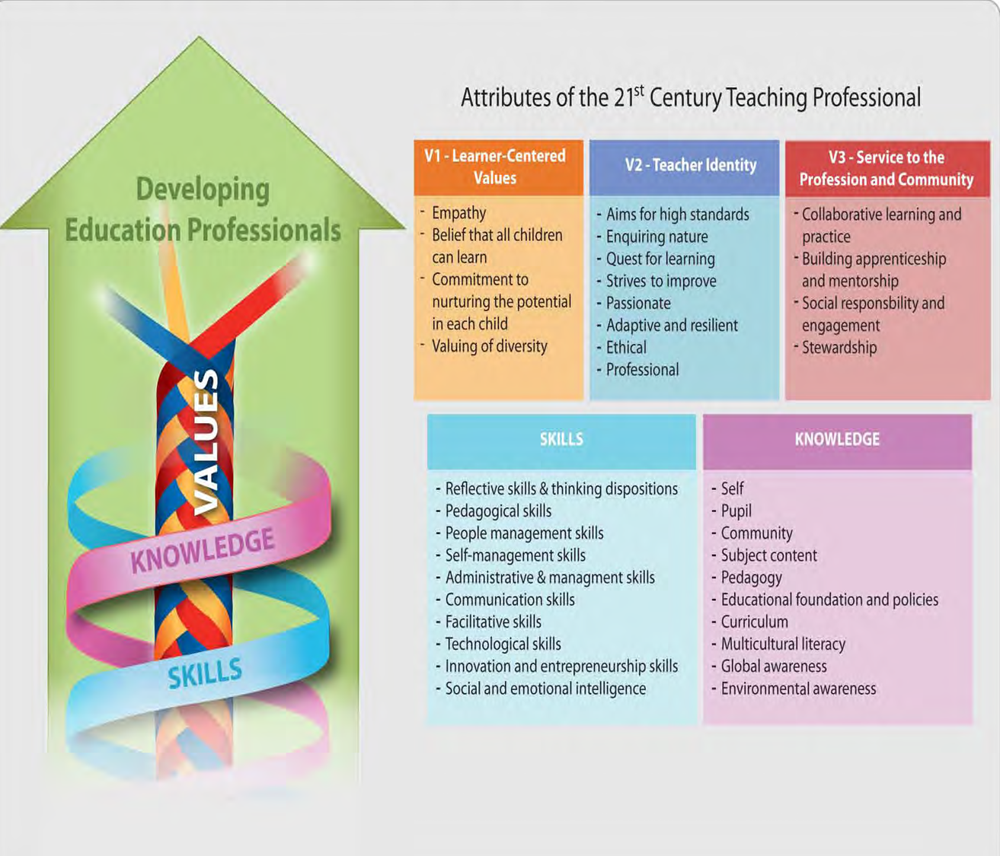 Attributes of the 21st Century Teaching Professional
Developing
Education Professionals
VALUES
KNOWLEDGE
SKILLS
V1 - Learner-Centered
Values
- Empathy
- Belief that all children
can learn
- Commitment to
nurturing the potential
in each child
- Valuing of diversity
V2 - Teacher Identity
- Aims for high standards
- Enquiring nature
- Quest for learning
- Strives to improve
- Passionate
- Adaptive and resilient
- Ethical
- Professional
V3 - Service to the
Profession and Community
- Collaborative learning and
practice
- Building apprenticeship
and mentorship
- Social responsbility and
engagement
- Stewardship
SKILLS
- Reflective skills & thinking dispositions
- Pedagogical skills
- People management skills
- Self-management skills
- Administrative & managment skills
- Communication skills
- Facilitative skills
- Technological skills
- Innovation and entrepreneurship skills
- Social and emotional intelligence
KNOWLEDGE
- Self
- Pupil
- Community
- Subject content
- Pedagogy
- Educational foundation and policies
- Curriculum
- Multicultural literacy
- Global awareness
- Environmental awareness